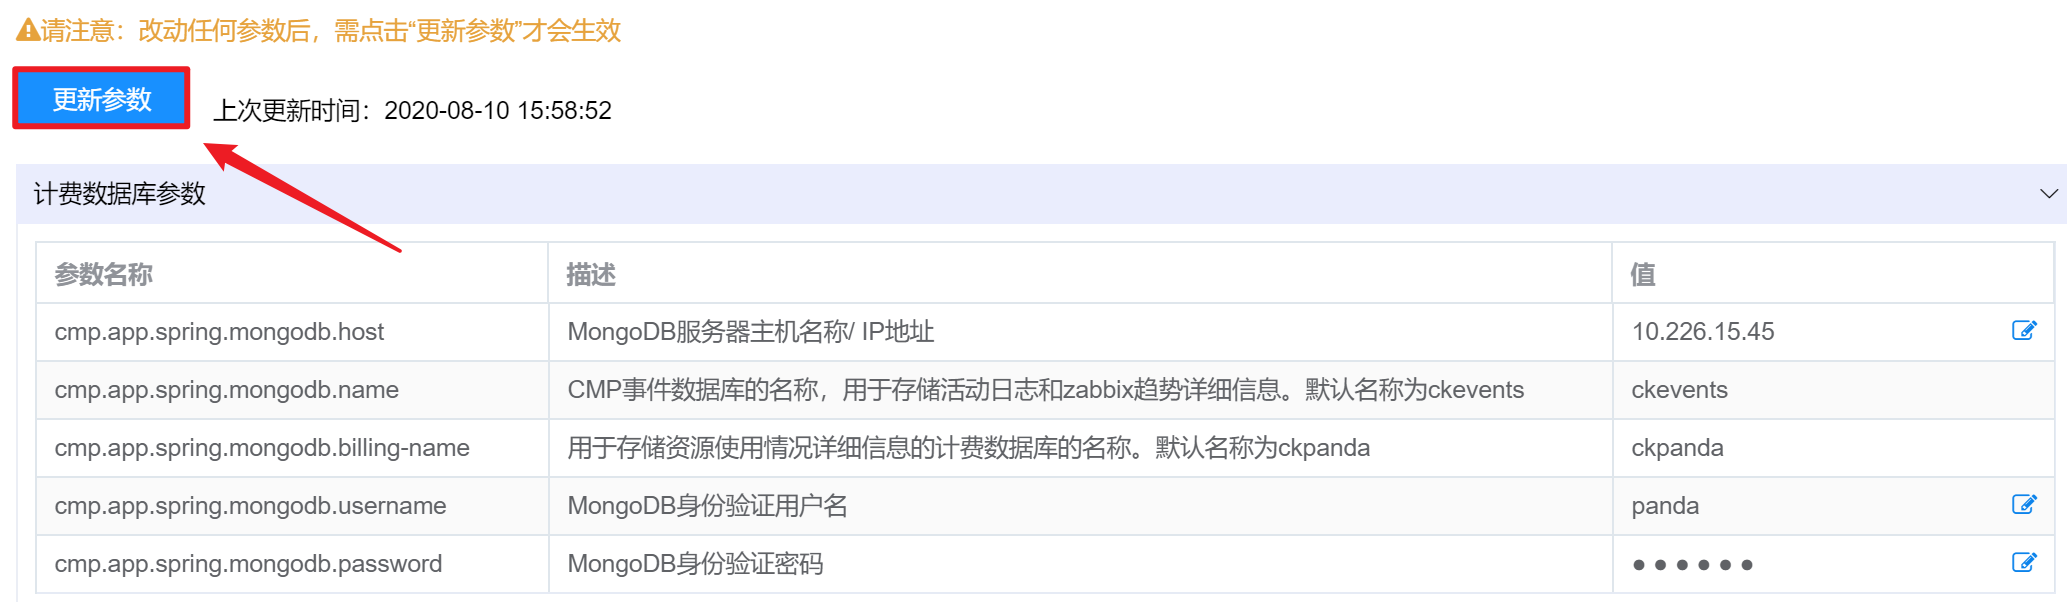 请注意：改动任何参数后，需点击“更新参数”才会生效
更新参数
上次更新时间：2020-08-10 15:58:52
计费数据库参数
参数名称 描述 值
cmp.app.spring.mongodb.host MongoDB服务器主机名称/ IP地址 10.226.15.45
cmp.app.spring.mongodb.name CMP事件数据库的名称，用于存储活动日志和zabbix趋势详细信息。默认名称为ckevents ckevents
cmp.app.spring.mongodb.billing-name 用于存储资源使用情况详细信息的计费数据库的名称。默认名称为ckpanda ckpanda
cmp.app.spring.mongodb.username MongoDB身份验证用户名 panda
cmp.app.spring.mongodb.password MongoDB身份验证密码 ●●●●●●